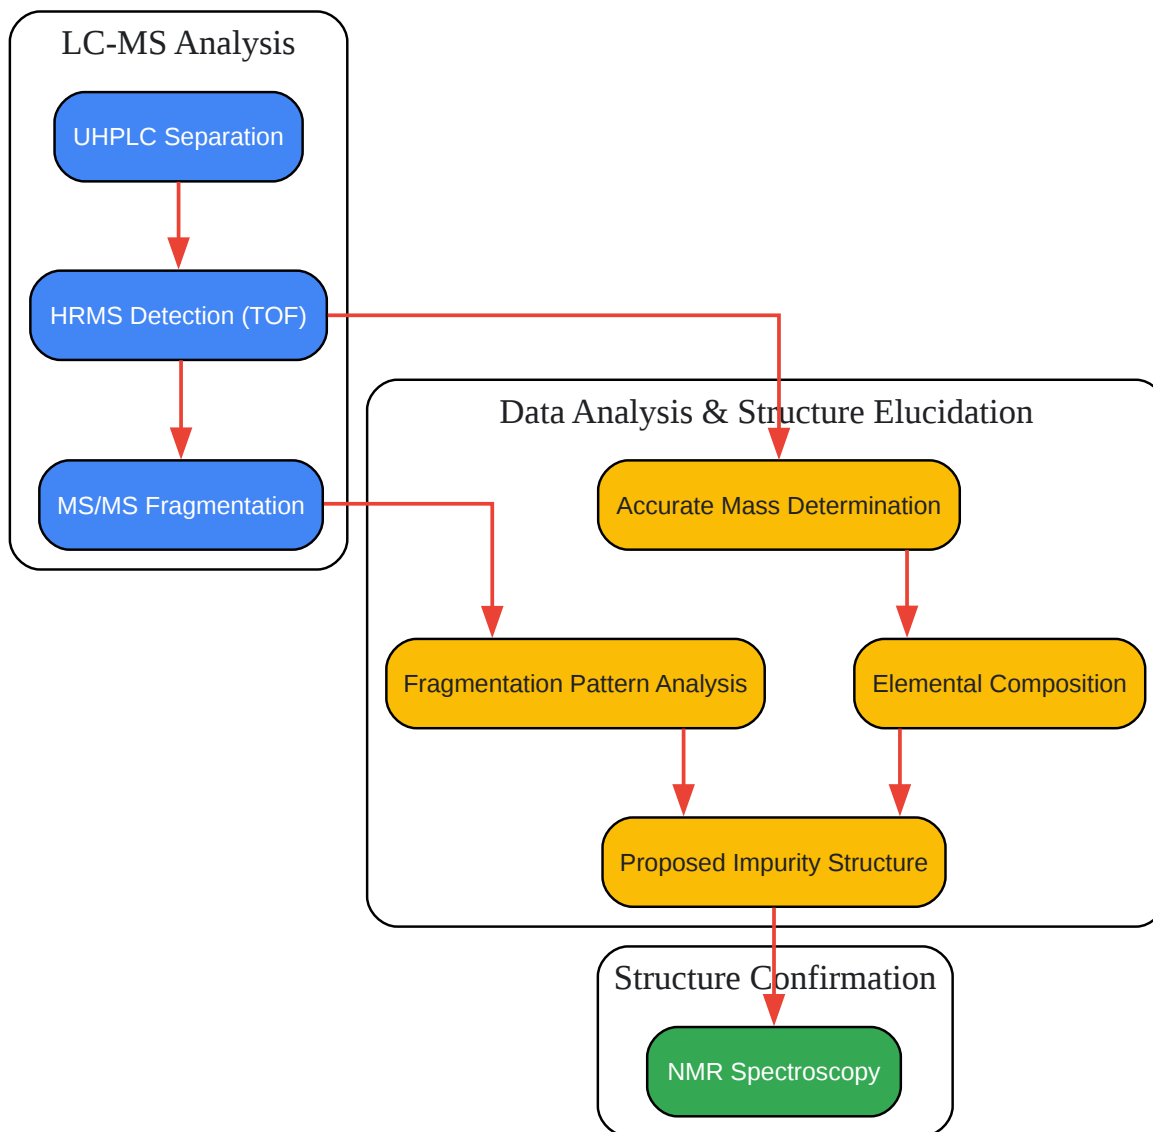 LC-MS Analysis
UHPLC Separation
HRMS Detection (TOF)
MS/MS Fragmentation
Data Analysis & Structure Elucidation
Accurate Mass Determination
Fragmentation Pattern Analysis
Elemental Composition
Proposed Impurity Structure
Structure Confirmation
NMR Spectroscopy